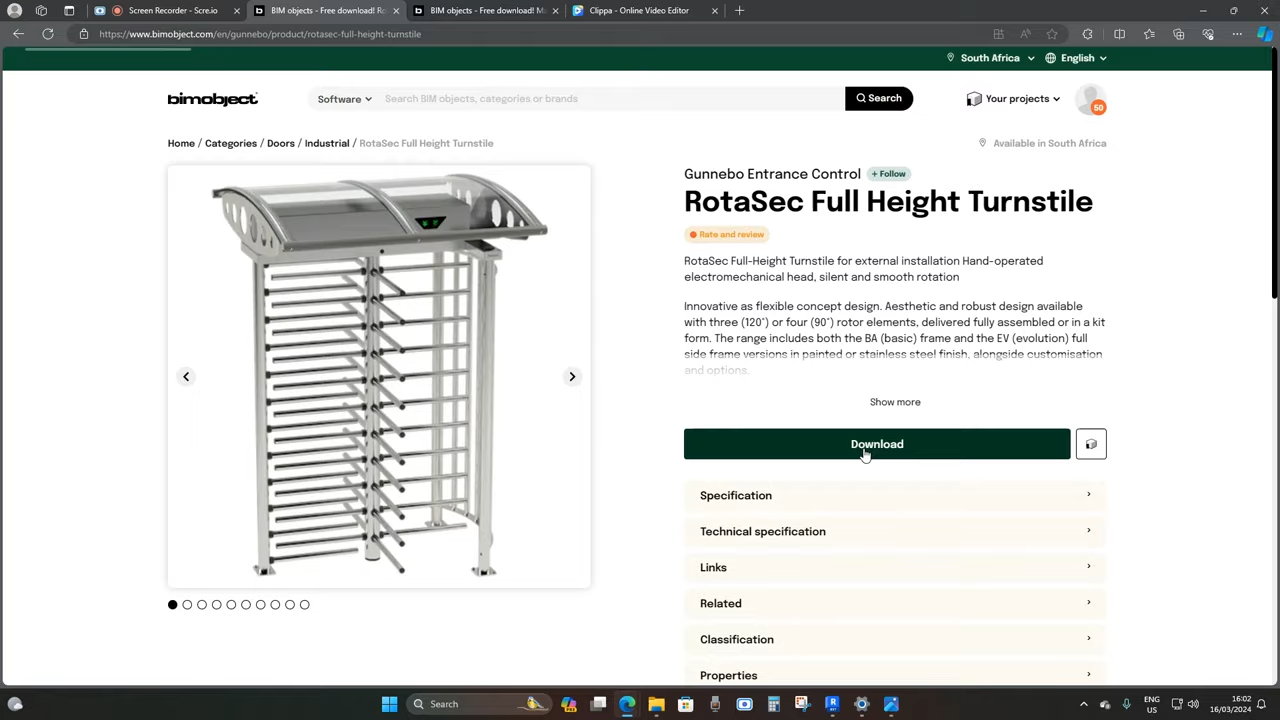 Screen Recorder - Screen Rec
BIM objects - Free download! Ro
BIM objects - Free download! M
Clippa - Online Video Editor
https://www.bimobject.com/en/gunnebo/product/rotasec-full-height-turnstile
South Africa
English
bimobject
Software
Search BIM objects, categories or brands
Search
Your projects
50
Home / Categories / Doors / Industrial / RotaSec Full Height Turnstile
Available in South Africa
Gunnebo Entrance Control
+ Follow
RotaSec Full Height Turnstile
Rate and review
RotaSec Full-Height Turnstile for external installation Hand-operated
electromechanical head, silent and smooth rotation
Innovative as flexible concept design. Aesthetic and robust design available
with three (120°) or four (90°) rotor elements, delivered fully assembled or in a kit
form. The range includes both the BA (basic) frame and the EV (evolution) full
side frame versions in painted or stainless steel finish, alongside customisation
and options.
Show more
Download
Specification
Technical specification
Links
Related
Classification
Properties
Search
ENG
US
16:02
16/03/2024